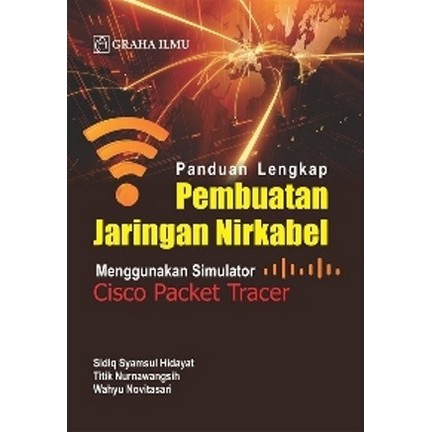 GRAHA ILMU
Panduan Lengkap
Pembuatan
Jaringan Nirkabel
Menggunakan Simulator
Cisco Packet Tracer
Sidiq Syamsul Hidayat
Titik Nurnawangsih
Wahyu Novitasari